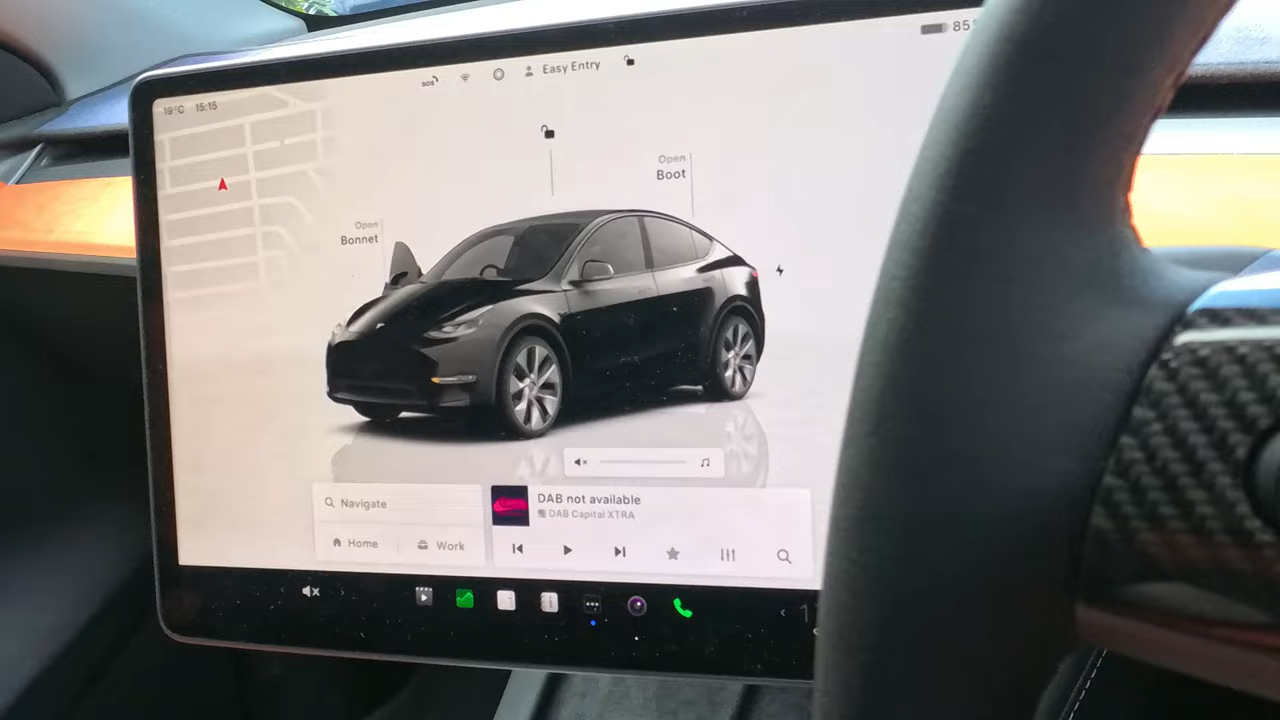 85
SOS
Easy Entry
19°C 15:15
Open
Boot
Open
Bonnet
Navigate
Home
Work
DAB not available
DAB Capital XTRA